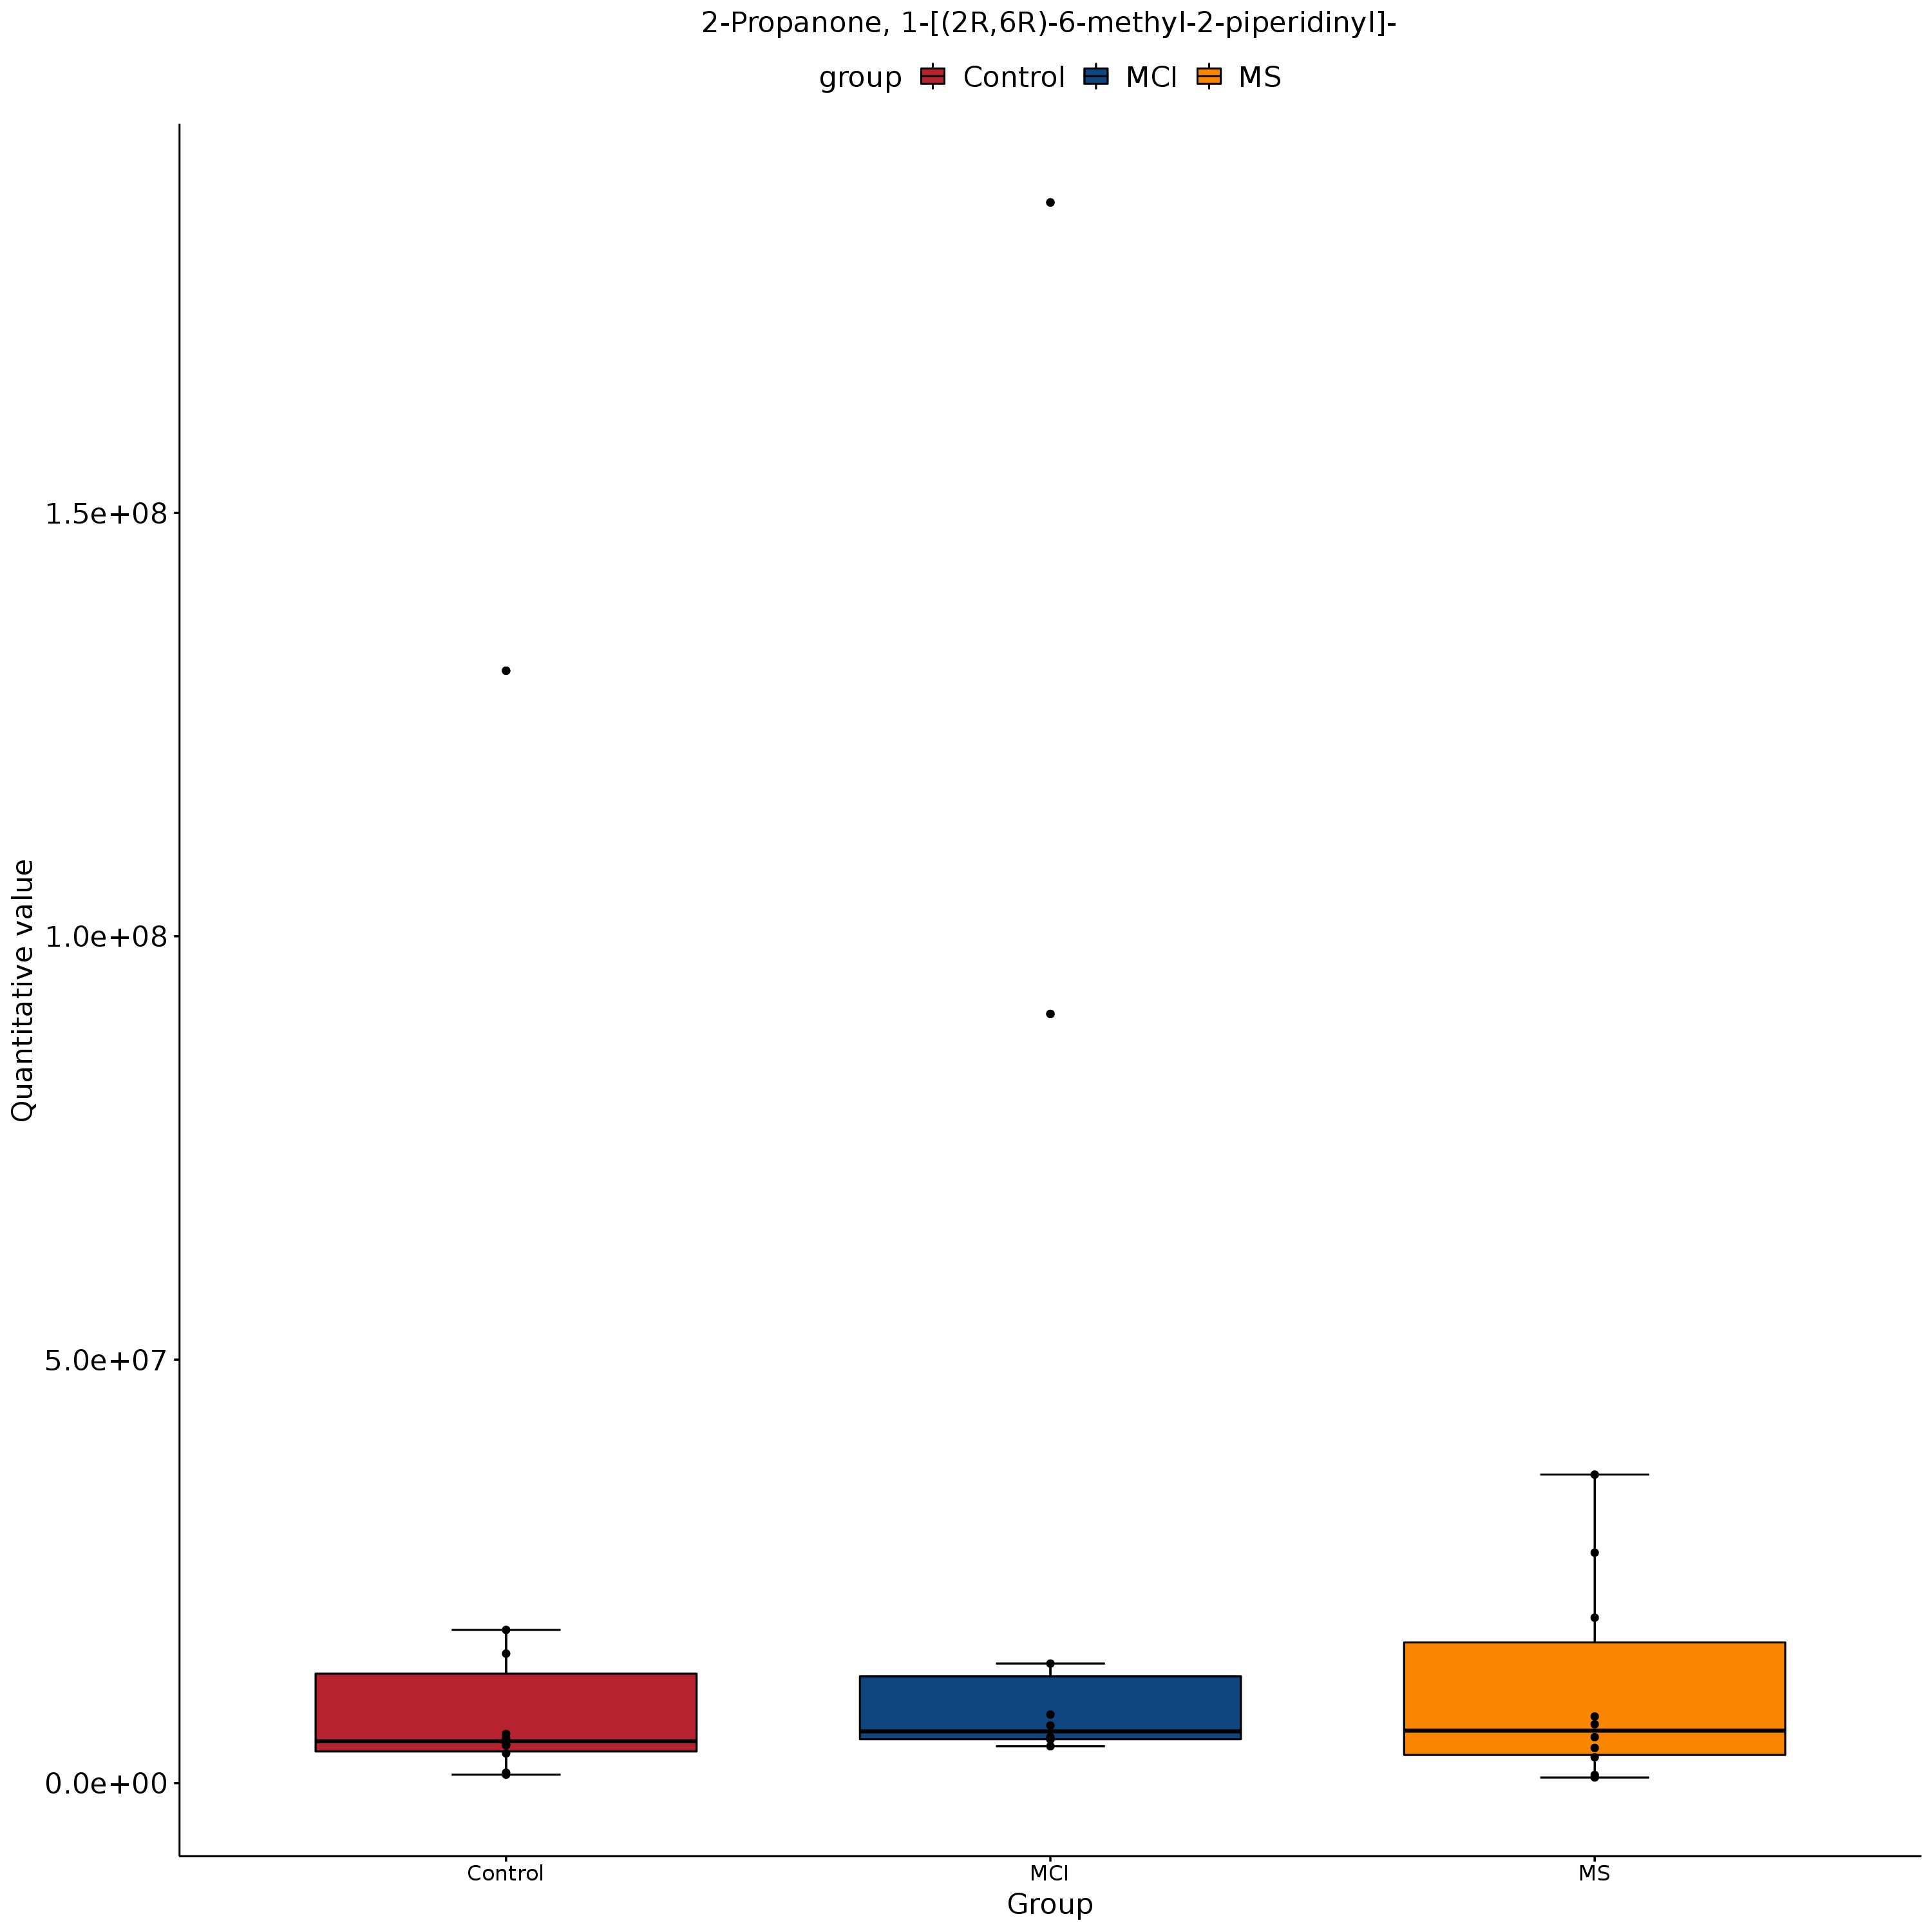 2-Propanone, 1-[(2R,6R)-6-methyl-2-piperidinyl]-
group Control MCI MS
Quantitative value
1.5e+08
1.0e+08
5.0e+07
0.0e+00
Control MCI MS
Group